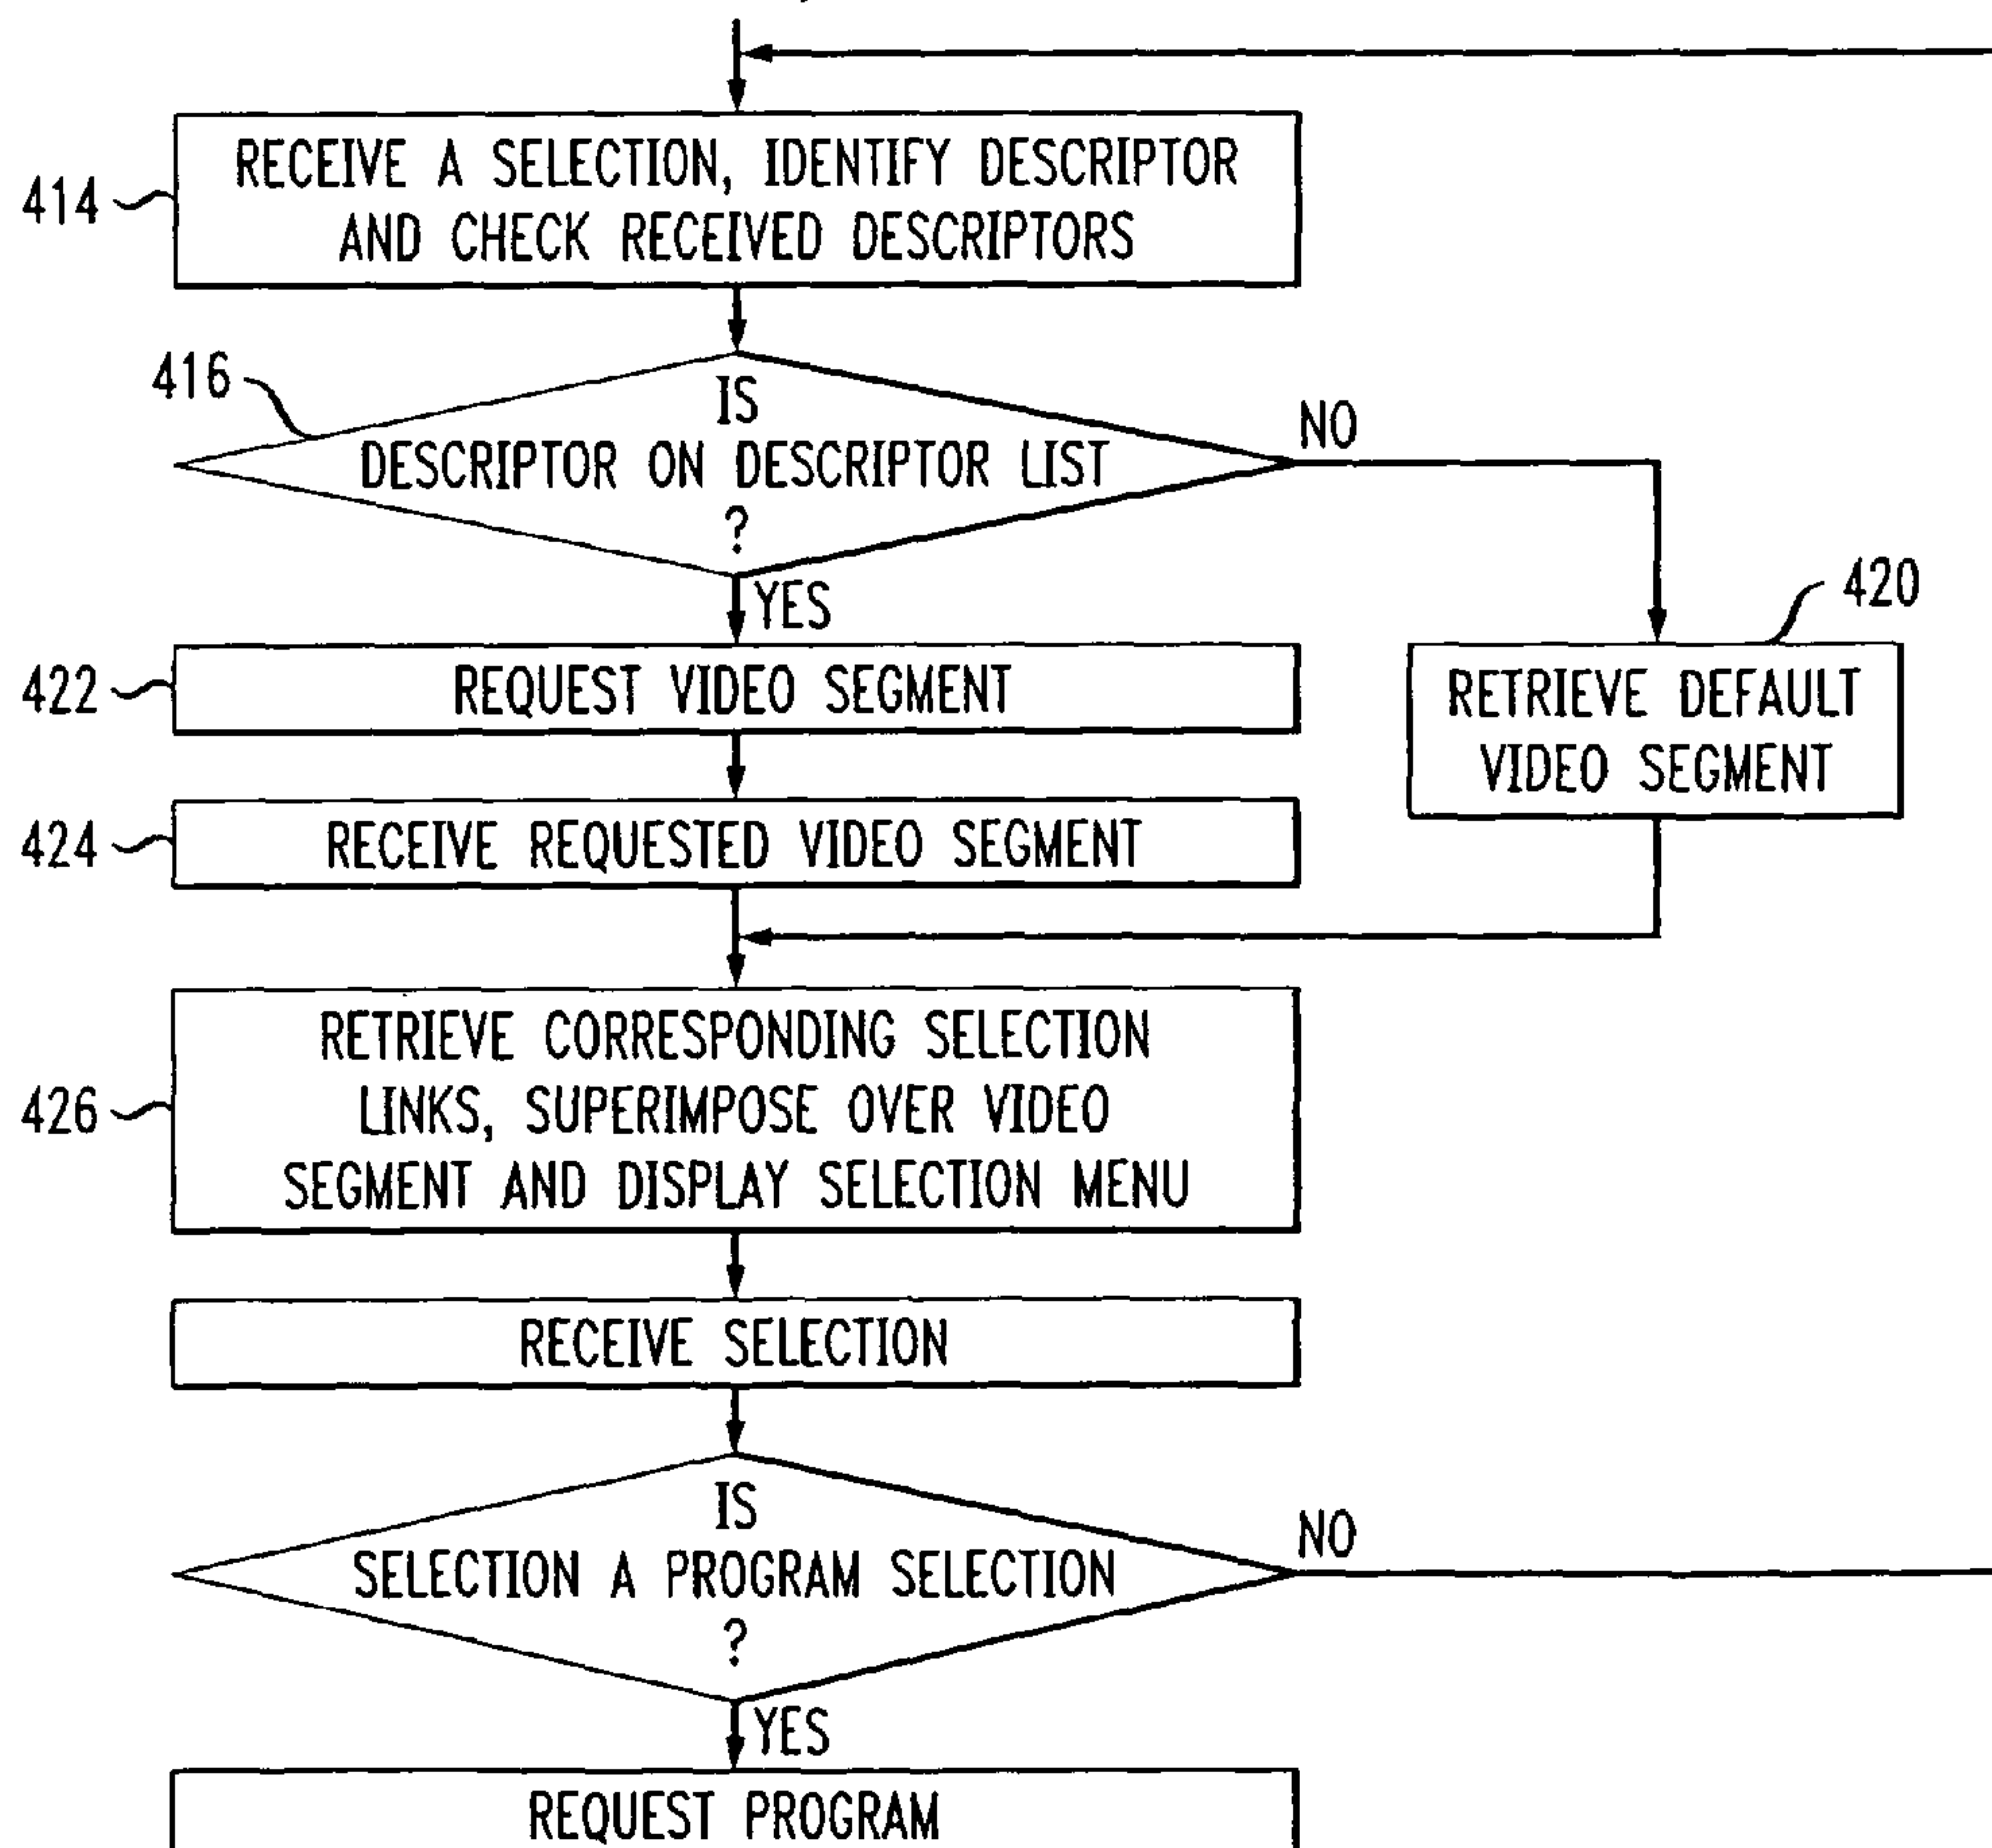 414
RECEIVE A SELECTION, IDENTIFY DESCRIPTOR
AND CHECK RECEIVED DESCRIPTORS
416
IS
DESCRIPTOR ON DESCRIPTOR LIST
?
NO
YES
420
422
REQUEST VIDEO SEGMENT
RETRIEVE DEFAULT
VIDEO SEGMENT
424
RECEIVE REQUESTED VIDEO SEGMENT
426
RETRIEVE CORRESPONDING SELECTION
LINKS, SUPERIMPOSE OVER VIDEO
SEGMENT AND DISPLAY SELECTION MENU
RECEIVE SELECTION
IS
SELECTION A PROGRAM SELECTION
?
NO
YES
REQUEST PROGRAM